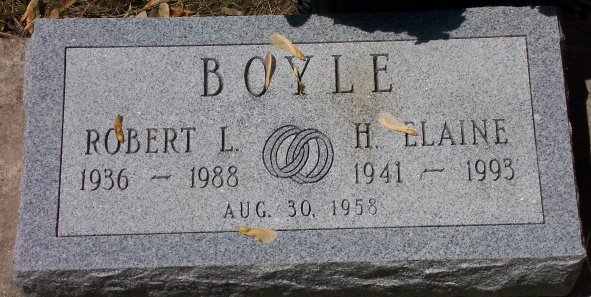 BOYLE
ROBERT L. H. ELAINE
1936 - 1988 1941 - 1993
AUG. 30, 1958